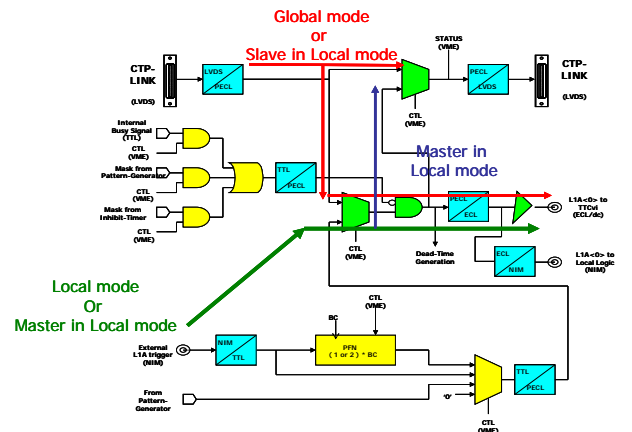 Global mode
or
Slave in Local mode
STATUS
(VME)
CTP-
LINK
(LVDS)
LVDS
PECL
PECL
LVDS
CTP-
LINK
(LVDS)
CTL
(VME)
Internal
Busy Signal
(TTL)
CTL
(VME)
Mask from
Pattern-Generator
CTL
(VME)
Mask from
Inhibit-Timer
CTL
(VME)
TTL
PECL
Master in
Local mode
PECL
ECL
L1A<0> to
TTCvi
(ECL/dc)
CTL
(VME)
Dead-Time
Generation
ECL
NIM
L1A<0> to
Local Logic
(NIM)
Local mode
Or
Master in Local mode
BC
CTL
(VME)
External
L1A trigger
(NIM)
NIM
TTL
PFN
( 1 or 2 ) * BC
From
Pattern-
Generator
'0'
TTL
PECL
CTL
(VME)